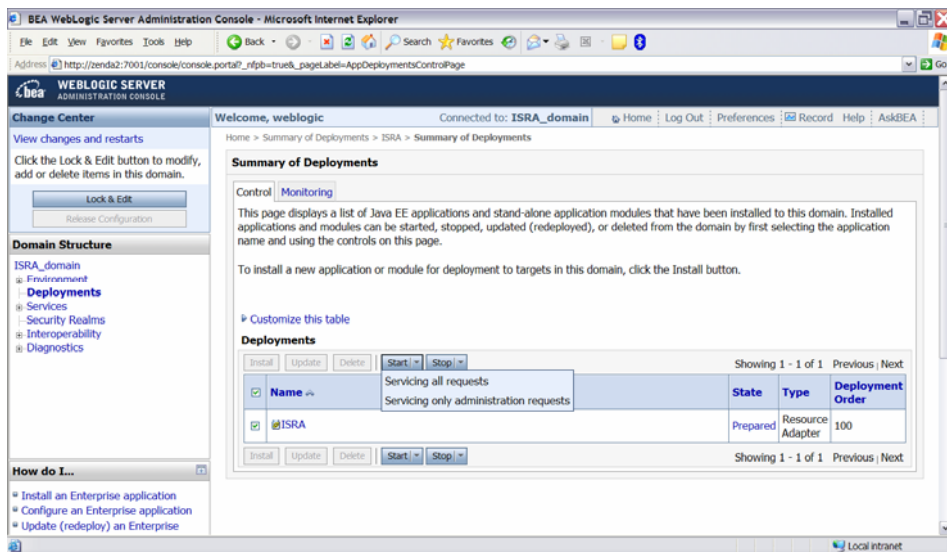 BEA WebLogic Server Administration Console - Microsoft Internet Explorer
File Edit View Favorites Tools Help
Back Search Favorites
Address http://zenda2:7001/console/console.portal?_nfpb=true&_pageLabel=AppDeploymentsControlPage Go
bea WEBLOGIC SERVER
ADMINISTRATION CONSOLE
Change Center
View changes and restarts
Click the Lock & Edit button to modify,
add or delete items in this domain.
Lock & Edit
Release Configuration
Domain Structure
ISRA_domain
Environment
Deployments
Services
Security Realms
Interoperability
Diagnostics
How do I...
Install an Enterprise application
Configure an Enterprise application
Update (redeploy) an Enterprise
Welcome, weblogic Connected to: ISRA_domain Home Log Out Preferences Record Help AskBEA
Home > Summary of Deployments > ISRA > Summary of Deployments
Summary of Deployments
Control Monitoring
This page displays a list of Java EE applications and stand-alone application modules that have been installed to this domain. Installed
applications and modules can be started, stopped, updated (redeployed), or deleted from the domain by first selecting the application
name and using the controls on this page.
To install a new application or module for deployment to targets in this domain, click the Install button.
Customize this table
Deployments
Install Update Delete Start Stop Showing 1 - 1 of 1 Previous | Next
Servicing all requests
Servicing only administration requests
Name State Type Deployment
Order
ISRA Prepared Resource
Adapter 100
Install Update Delete Start Stop Showing 1 - 1 of 1 Previous | Next
Local intranet